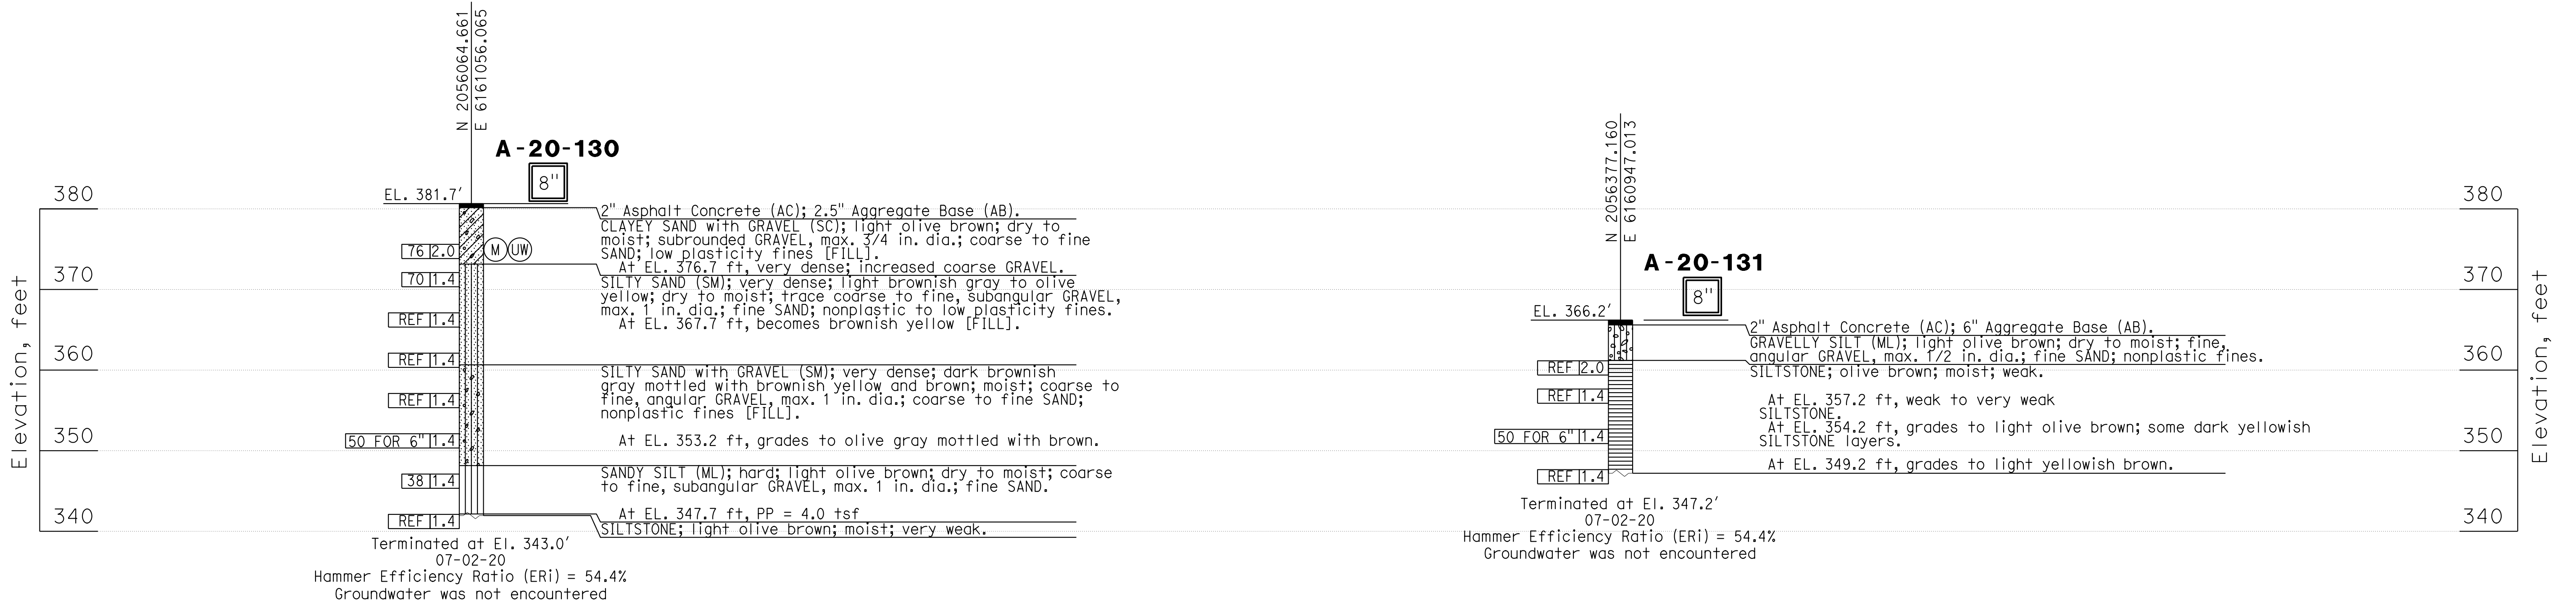 N 2056064.661
E 6161056.065
A-20-130
8"
EL. 381.7'
2" Asphalt Concrete (AC); 2.5" Aggregate Base (AB).
CLAYEY SAND with GRAVEL (SC); light olive brown; dry to
moist; subrounded GRAVEL, max. 3/4 in. dia.; coarse to fine
SAND; low plasticity fines [FILL].
At EL. 376.7 ft, very dense; increased coarse GRAVEL.
SILTY SAND (SM); very dense; light brownish gray to olive
yellow; dry to moist; trace coarse to fine, subangular GRAVEL,
max. 1 in. dia.; fine SAND; nonplastic to low plasticity fines.
At EL. 367.7 ft, becomes brownish yellow [FILL].
SILTY SAND with GRAVEL (SM); very dense; dark brownish
gray mottled with brownish yellow and brown; moist; coarse to
fine, angular GRAVEL, max. 1 in. dia.; coarse to fine SAND;
nonplastic fines [FILL].
At EL. 353.2 ft, grades to olive gray mottled with brown.
SANDY SILT (ML); hard; light olive brown; dry to moist; coarse
to fine, subangular GRAVEL, max. 1 in. dia.; fine SAND.
At EL. 347.7 ft, PP = 4.0 tsf
SILTSTONE; light olive brown; moist; very weak.
76 2.0
M UW
70 1.4
REF 1.4
REF 1.4
REF 1.4
50 FOR 6" 1.4
38 1.4
REF 1.4
Terminated at El. 343.0'
07-02-20
Hammer Efficiency Ratio (ERi) = 54.4%
Groundwater was not encountered
Elevation, feet
380
370
360
350
340
N 2056377.160
E 6160947.013
A-20-131
8"
EL. 366.2'
2" Asphalt Concrete (AC); 6" Aggregate Base (AB).
GRAVELLY SILT (ML); light olive brown; dry to moist; fine,
angular GRAVEL, max. 1/2 in. dia.; fine SAND; nonplastic fines.
SILTSTONE; olive brown; moist; weak.
At EL. 357.2 ft, weak to very weak
SILTSTONE.
At EL. 354.2 ft, grades to light olive brown; some dark yellowish
SILTSTONE layers.
At EL. 349.2 ft, grades to light yellowish brown.
REF 2.0
REF 1.4
50 FOR 6" 1.4
REF 1.4
Terminated at El. 347.2'
07-02-20
Hammer Efficiency Ratio (ERi) = 54.4%
Groundwater was not encountered
380
370
360
350
340
Elevation, feet